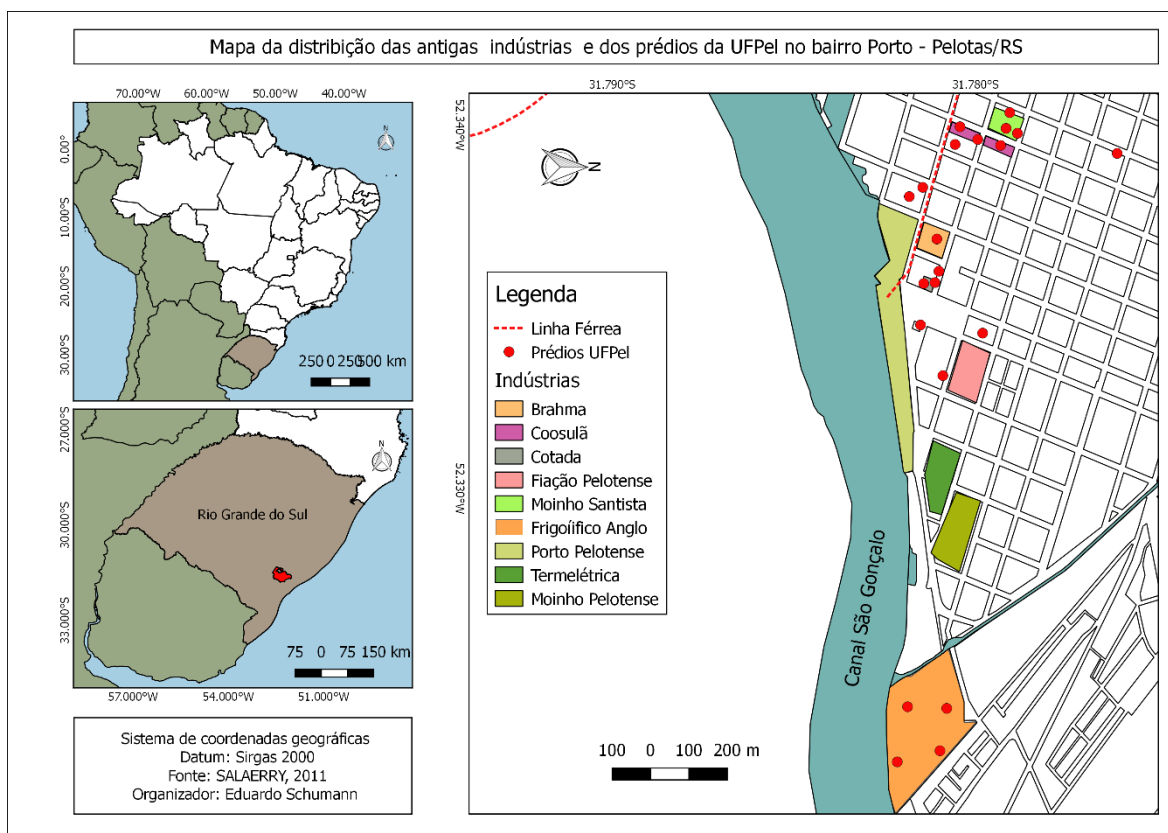 Mapa da distribição das antigas indústrias e dos prédios da UFPel no bairro Porto - Pelotas/RS
70.00°W 60.00°W 50.00°W 40.00°W
0.00°
10.00°S
20.00°S
30.00°S
N
250 0 250 500 km
27.000°S
30.000°S
33.000°S
N
Rio Grande do Sul
75 0 75 150 km
57.000°W 54.000°W 51.000°W
Sistema de coordenadas geográficas
Datum: Sirgas 2000
Fonte: SALAERRY, 2011
Organizador: Eduardo Schumann
31.790°S 31.780°S
52.340°W
52.330°W
N
Legenda
Linha Férrea
Prédios UFPel
Indústrias
Brahma
Coosulã
Cotada
Fiação Pelotense
Moinho Santista
Frigoíifico Anglo
Porto Pelotense
Termelétrica
Moinho Pelotense
Canal São Gonçalo
100 0 100 200 m